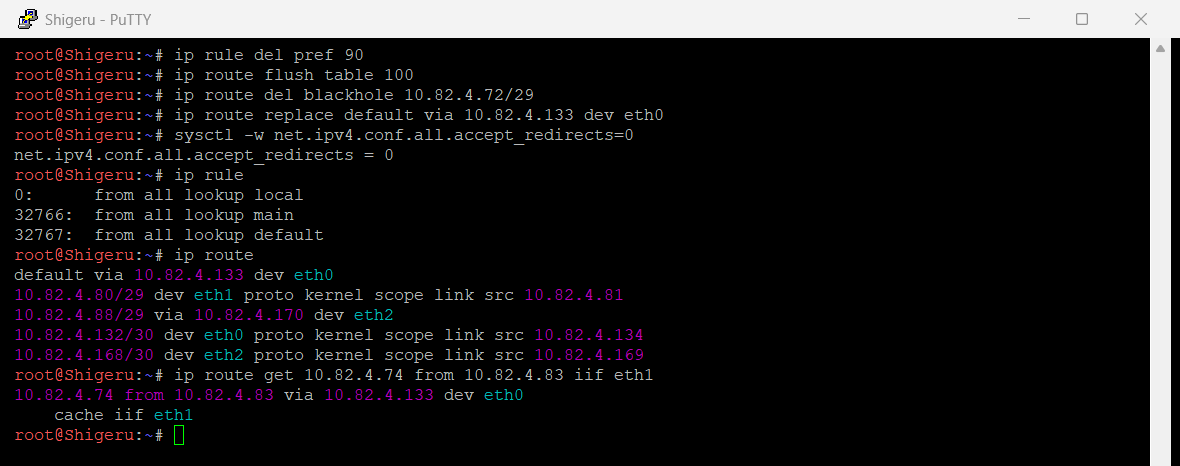 Shigeru - PuTTY
root@Shigeru:~# ip rule del pref 90
root@Shigeru:~# ip route flush table 100
root@Shigeru:~# ip route del blackhole 10.82.4.72/29
root@Shigeru:~# ip route replace default via 10.82.4.133 dev eth0
root@Shigeru:~# sysctl -w net.ipv4.conf.all.accept_redirects=0
net.ipv4.conf.all.accept_redirects = 0
root@Shigeru:~# ip rule
0:      from all lookup local
32766:  from all lookup main
32767:  from all lookup default
root@Shigeru:~# ip route
default via 10.82.4.133 dev eth0
10.82.4.80/29 dev eth1 proto kernel scope link src 10.82.4.81
10.82.4.88/29 via 10.82.4.170 dev eth2
10.82.4.132/30 dev eth0 proto kernel scope link src 10.82.4.134
10.82.4.168/30 dev eth2 proto kernel scope link src 10.82.4.169
root@Shigeru:~# ip route get 10.82.4.74 from 10.82.4.83 iif eth1
10.82.4.74 from 10.82.4.83 via 10.82.4.133 dev eth0
    cache iif eth1
root@Shigeru:~#